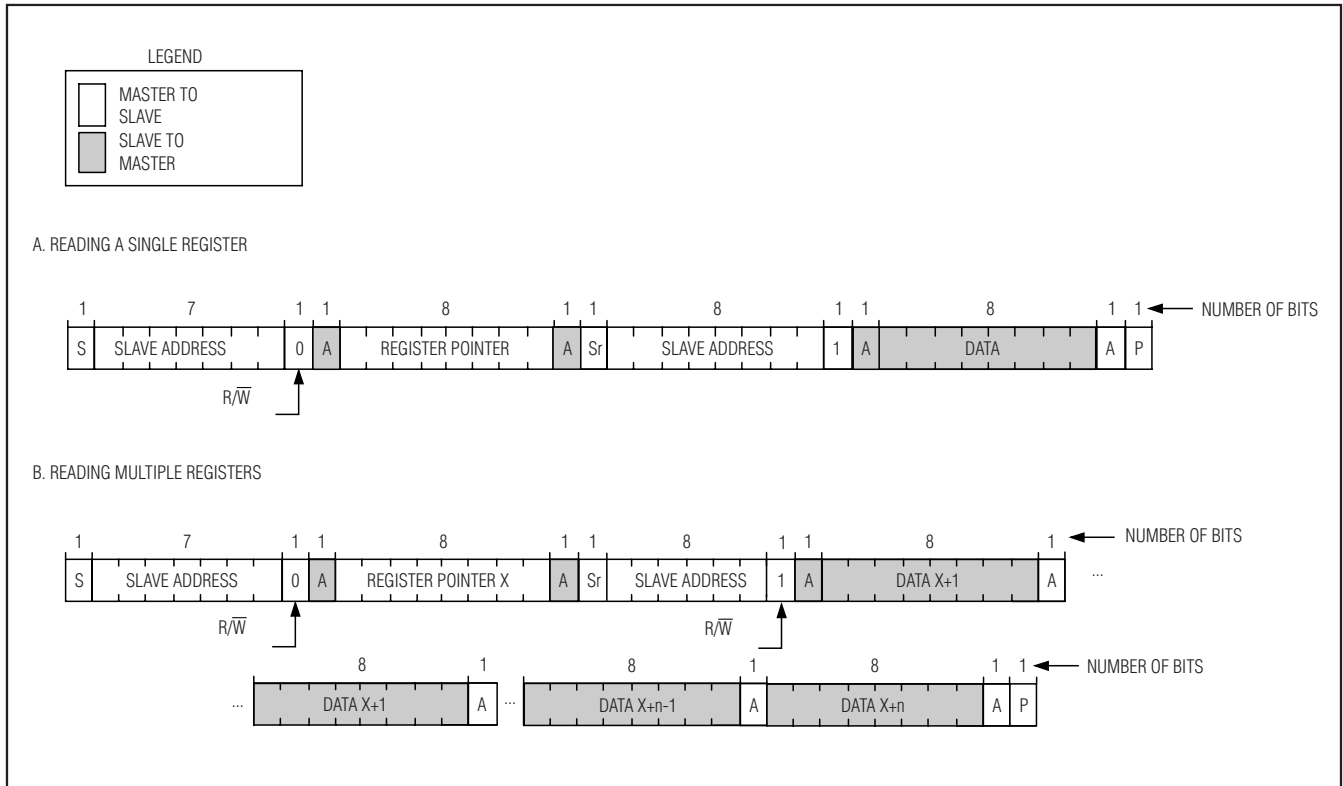 LEGEND
MASTER TO
SLAVE
SLAVE TO
MASTER
A. READING A SINGLE REGISTER
1 7 1 1 8 1 1 8 1 1 8 1 1 NUMBER OF BITS
S SLAVE ADDRESS 0 A REGISTER POINTER A Sr SLAVE ADDRESS 1 A DATA A P
R/W̅
B. READING MULTIPLE REGISTERS
1 7 1 1 8 1 1 8 1 1 8 1 NUMBER OF BITS
S SLAVE ADDRESS 0 A REGISTER POINTER X A Sr SLAVE ADDRESS 1 A DATA X+1 A ...
R/W̅ R/W̅
8 1 8 1 8 1 1 NUMBER OF BITS
... DATA X+1 A ... DATA X+n-1 A DATA X+n A P